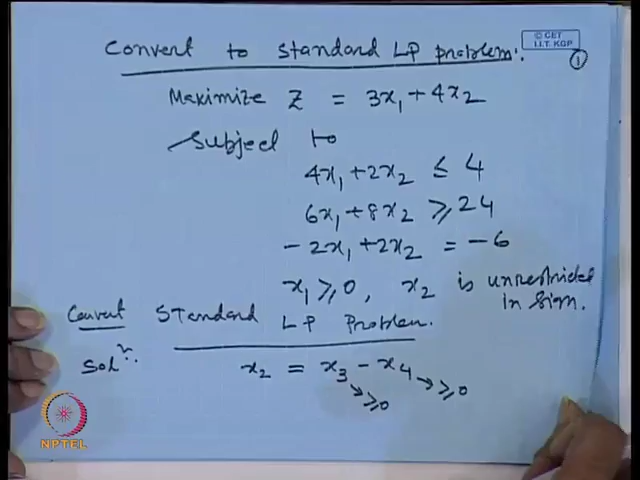 © CET
I.I.T. KGP
Convert to standard LP problem:
1
Maximize Z = 3x₁ + 4x₂
Subject to
4x₁ + 2x₂ ≤ 4
6x₁ + 8x₂ ≥ 24
-2x₁ + 2x₂ = -6
x₁ ≥ 0, x₂ is unrestricted
in sign.
Convert STandard LP Problem.
Solⁿ:
x₂ = x₃ - x₄ → ≥0
→ ≥0
NPTEL